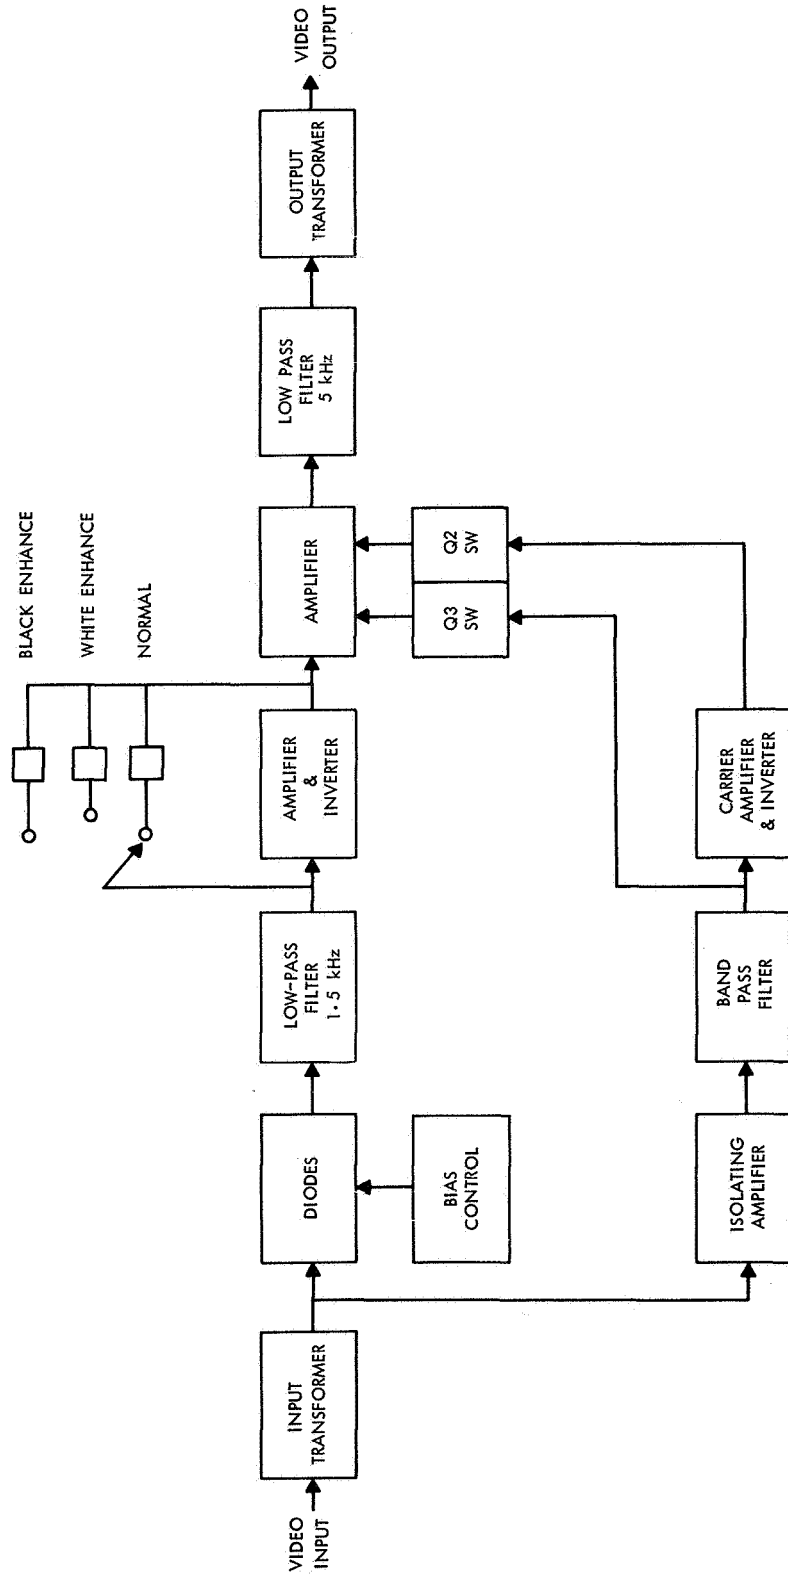 BLACK ENHANCE
WHITE ENHANCE
NORMAL
VIDEO
INPUT
INPUT
TRANSFORMER
DIODES
LOW-PASS
FILTER
1.5 kHz
AMPLIFIER
&
INVERTER
AMPLIFIER
LOW PASS
FILTER
5 kHz
OUTPUT
TRANSFORMER
VIDEO
OUTPUT
BIAS
CONTROL
Q3
SW
Q2
SW
ISOLATING
AMPLIFIER
BAND
PASS
FILTER
CARRIER
AMPLIFIER
& INVERTER